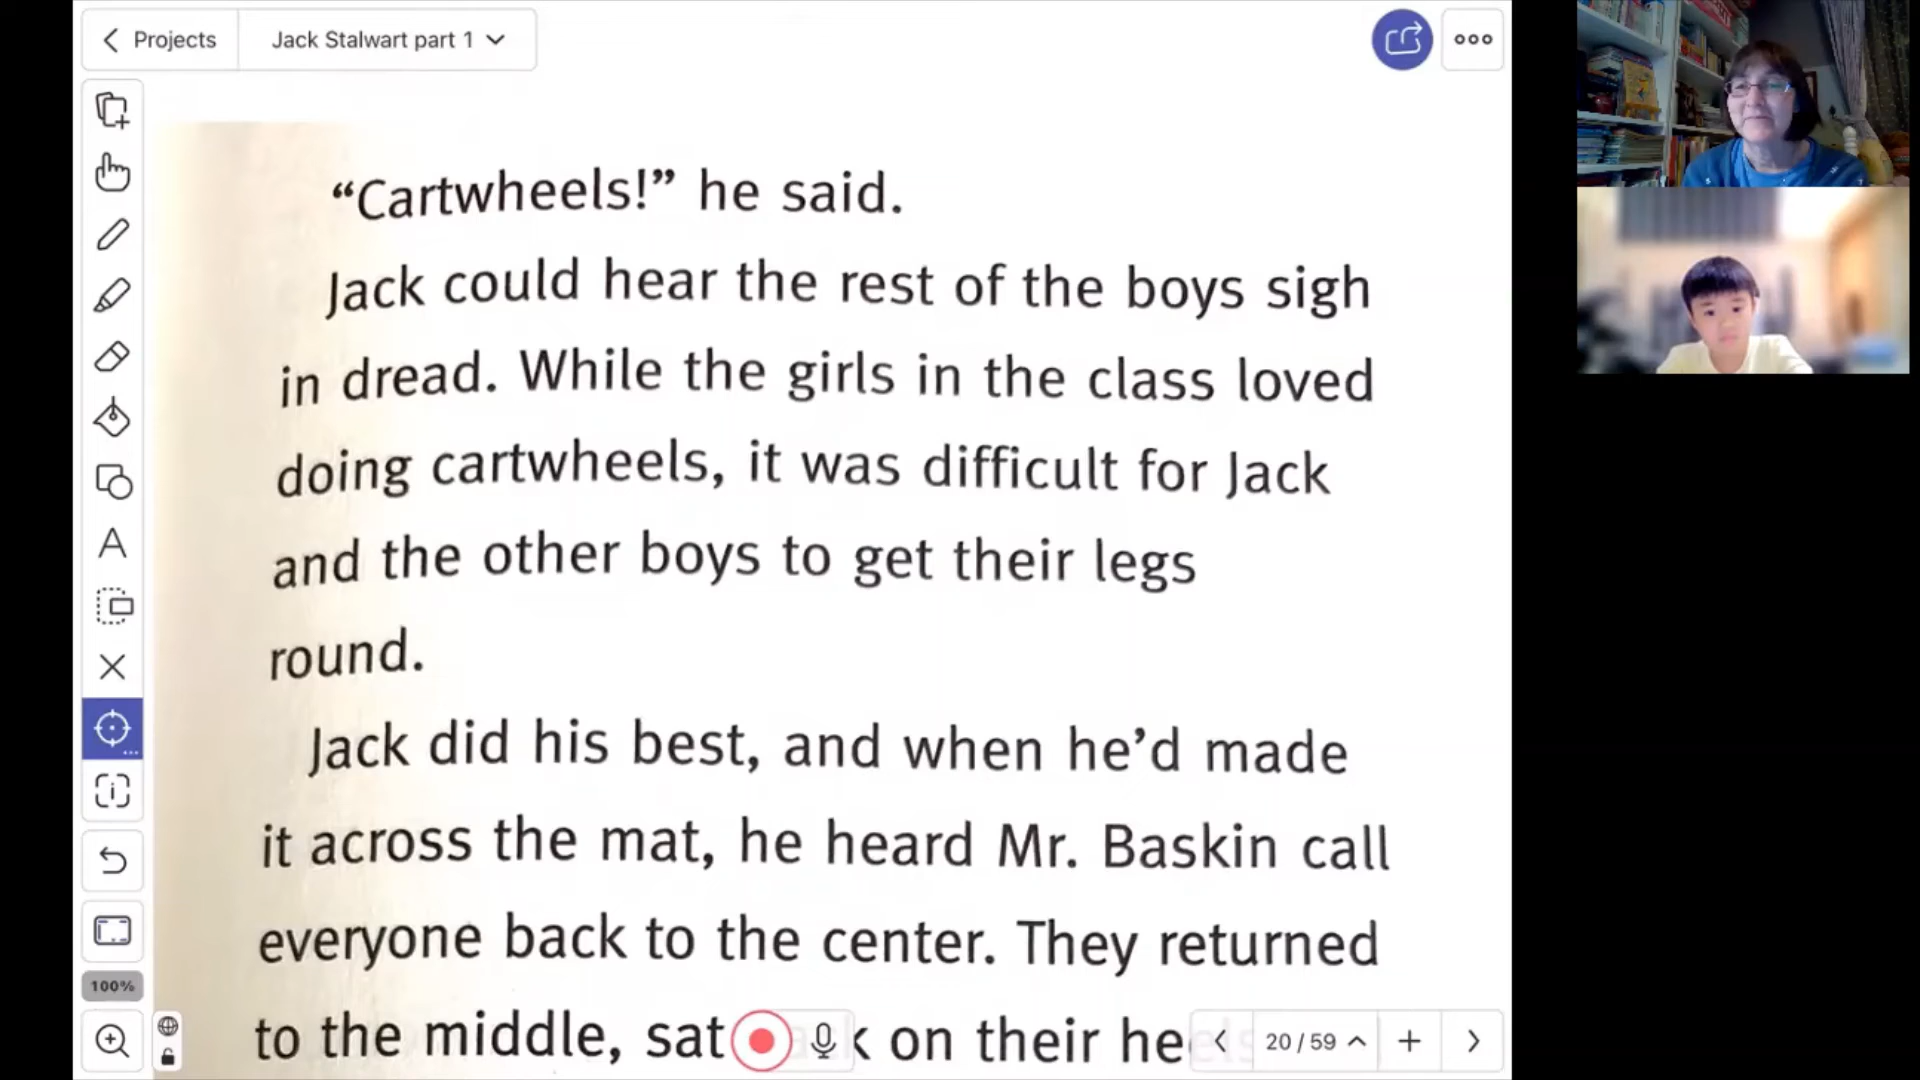 Projects
Jack Stalwart part 1
“Cartwheels!” he said.
Jack could hear the rest of the boys sigh
in dread. While the girls in the class loved
doing cartwheels, it was difficult for Jack
and the other boys to get their legs
round.
Jack did his best, and when he’d made
it across the mat, he heard Mr. Baskin call
everyone back to the center. They returned
to the middle, sat back on their heels
100%
20/59